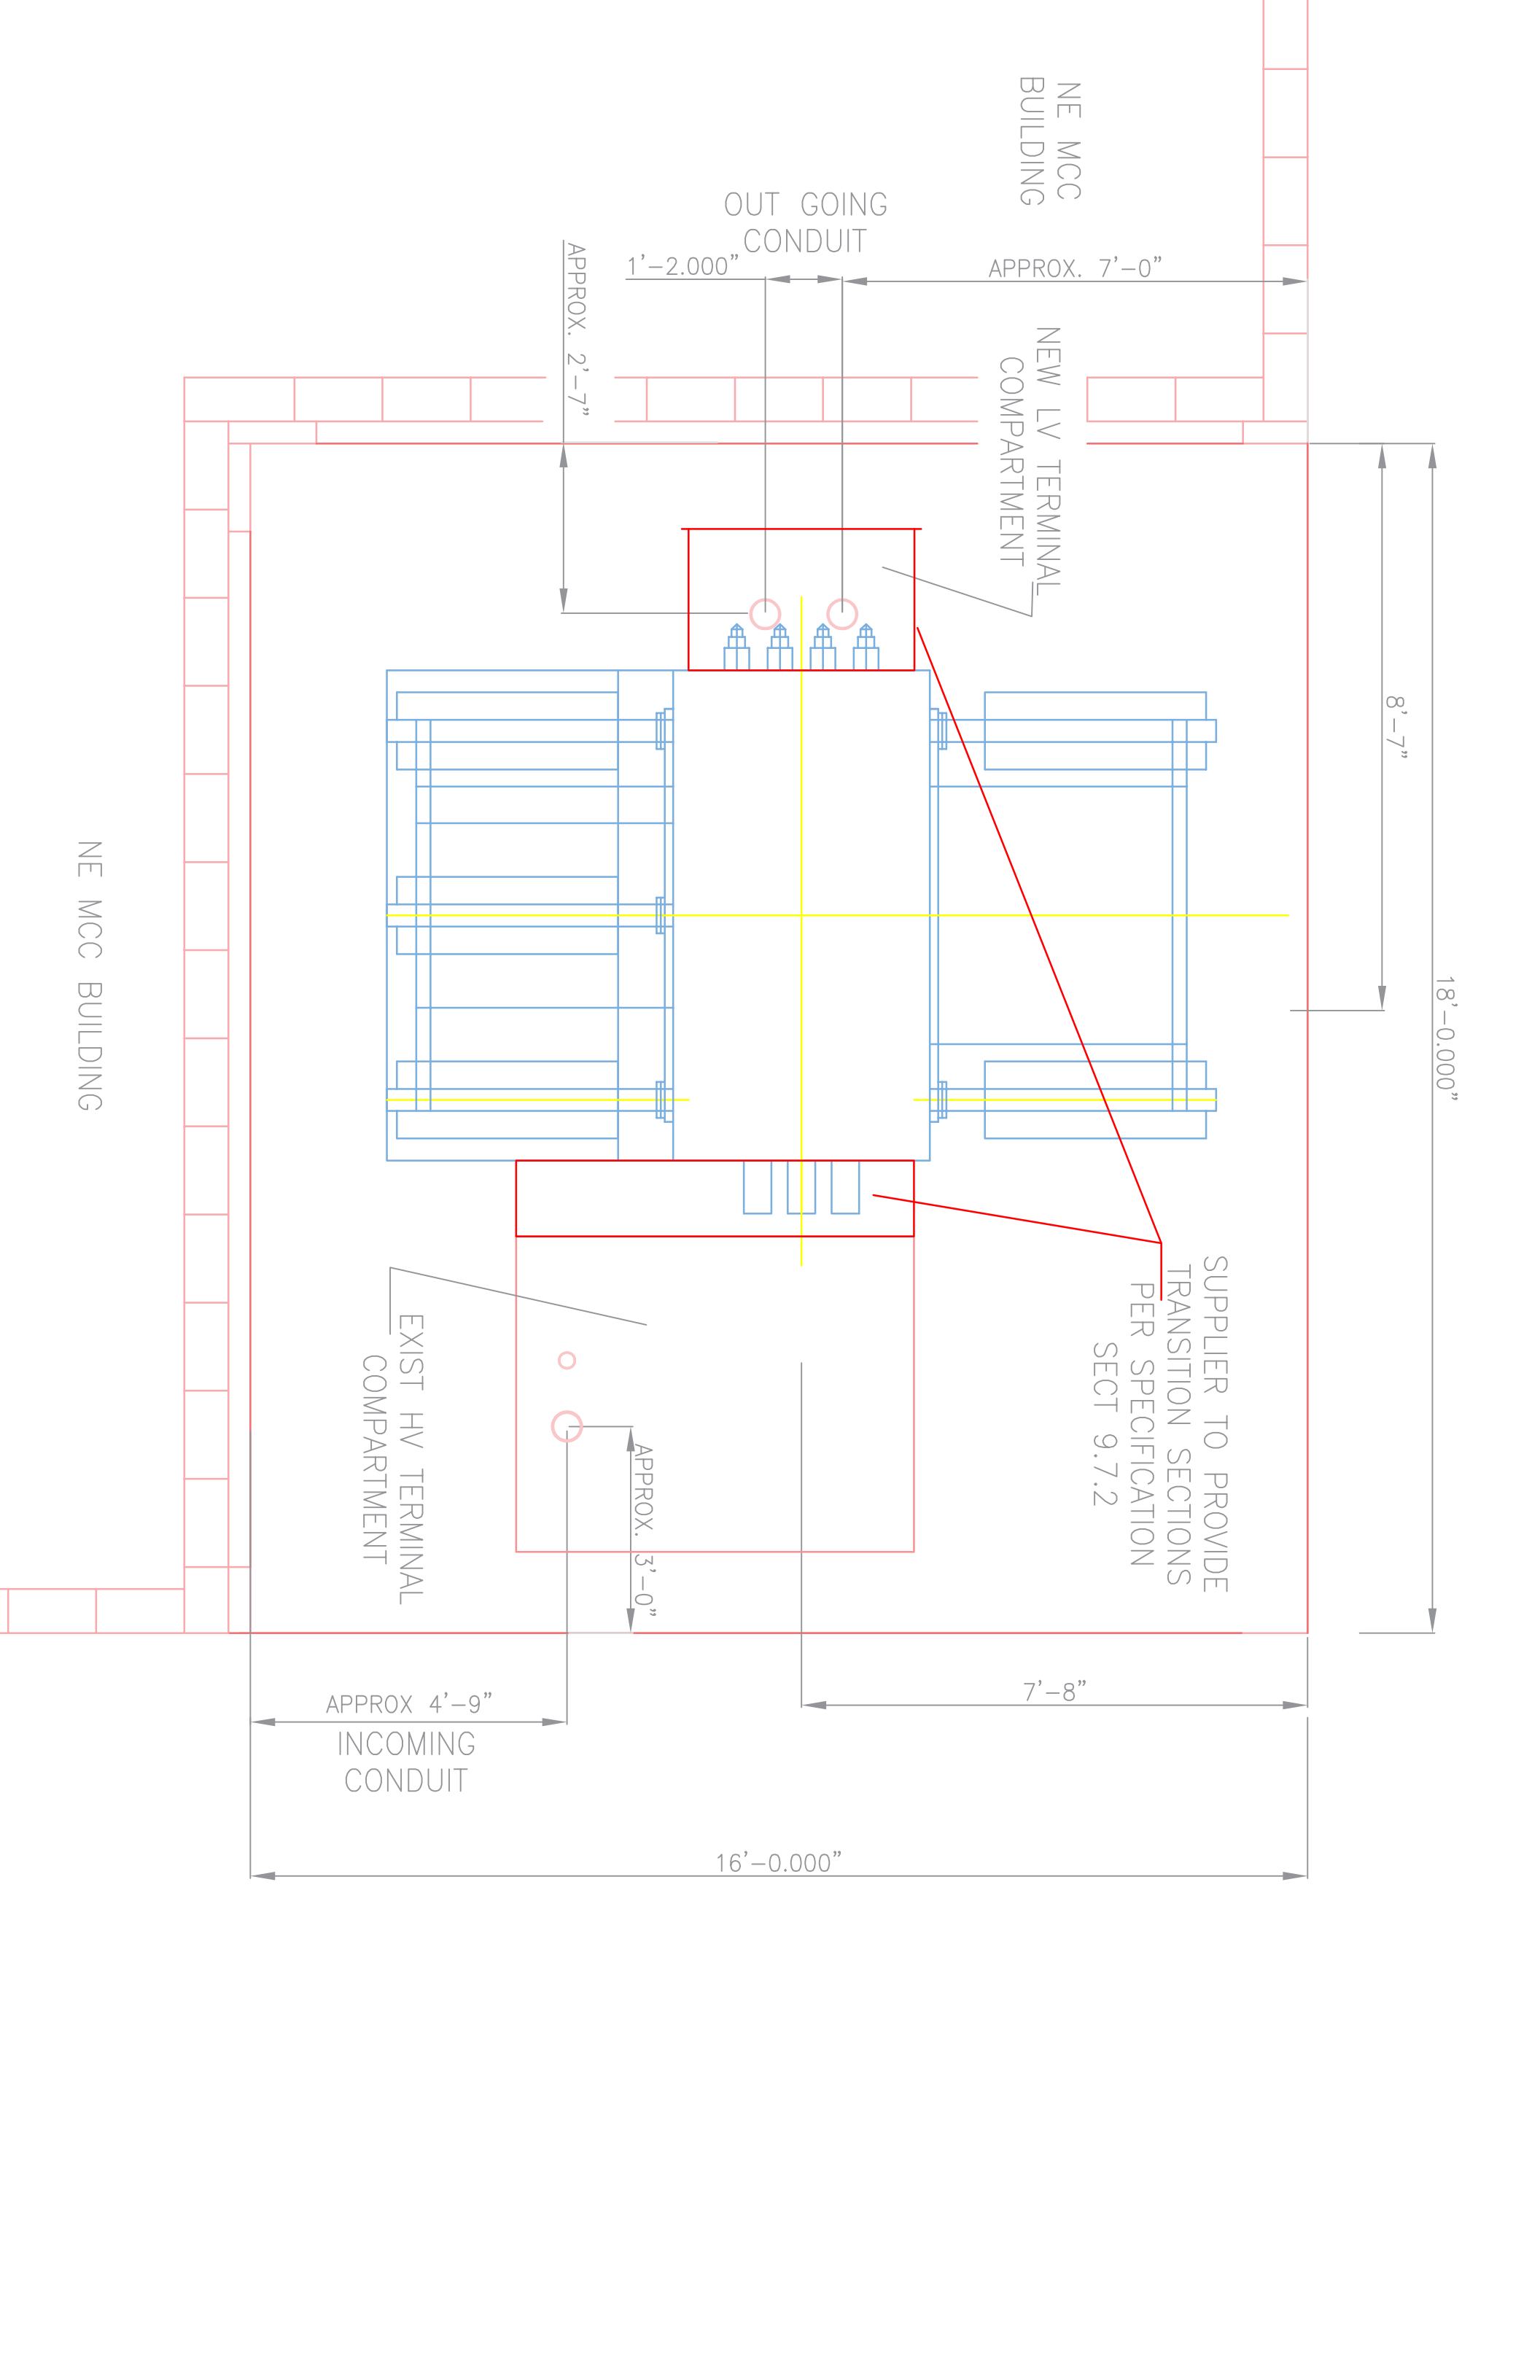 NE MCC
BUILDING
OUT GOING
CONDUIT
1'-2.000"
APPROX. 7'-0"
APPROX. 2'-7"
NEW LV TERMINAL
COMPARTMENT
8'-7"
18'-0.000"
NE MCC BUILDING
SUPPLIER TO PROVIDE
TRANSITION SECTIONS
PER SPECIFICATION
SECT 9.7.2
EXIST HV TERMINAL
COMPARTMENT
APPROX. 3'-0"
7'-8"
APPROX 4'-9"
INCOMING
CONDUIT
16'-0.000"